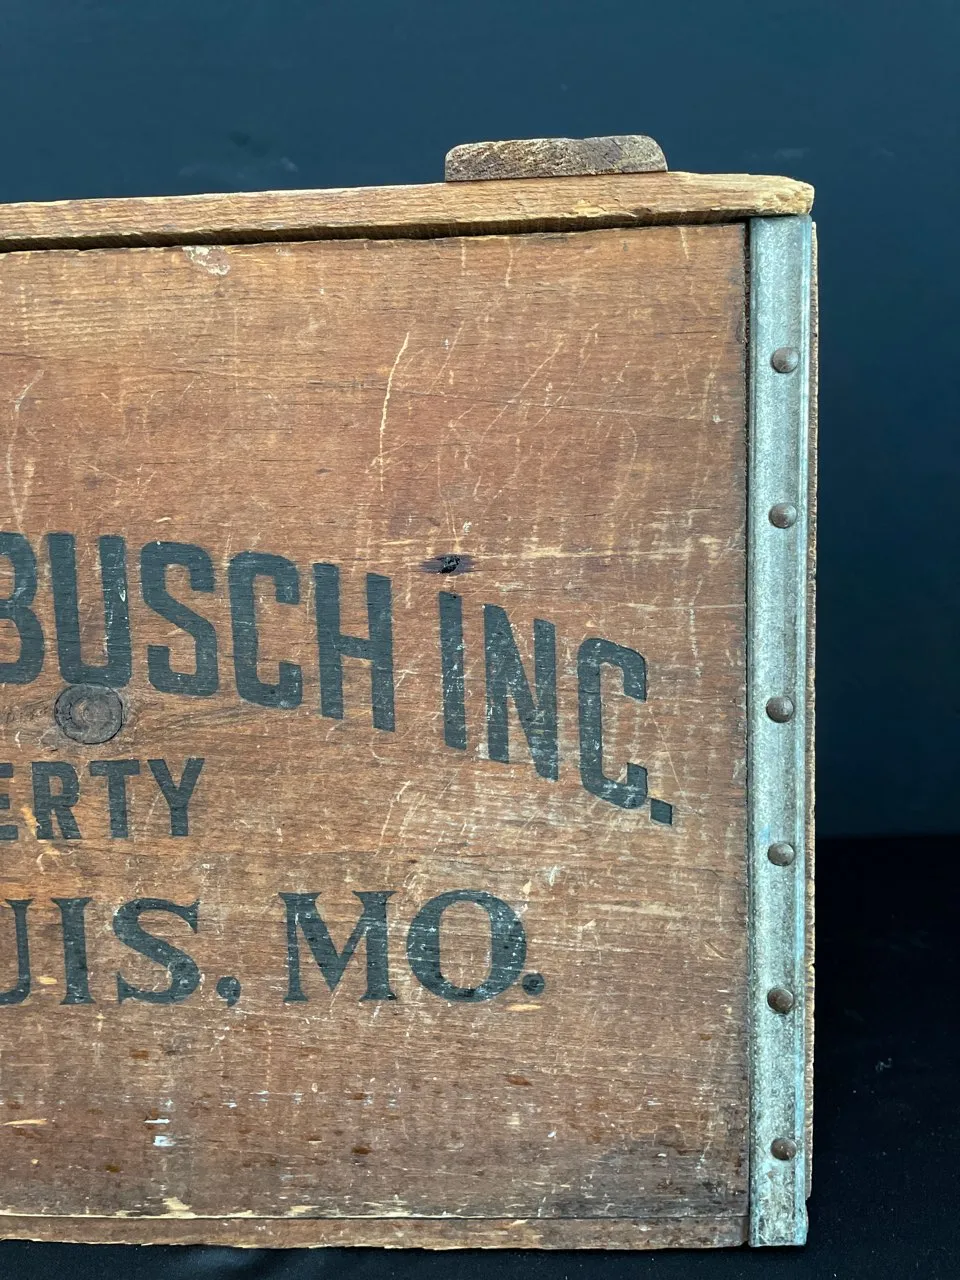 BUSCH INC.
ERTY
UIS, MO.